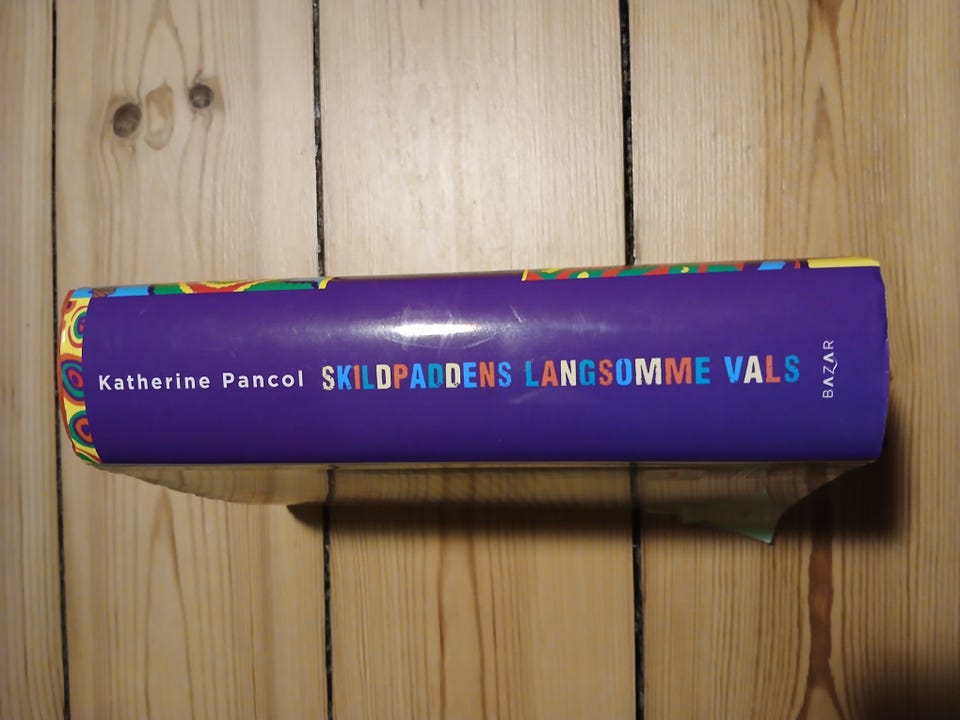 Katherine Pancol SKILDPADDENS LANGSOMME VALS
BAZAR